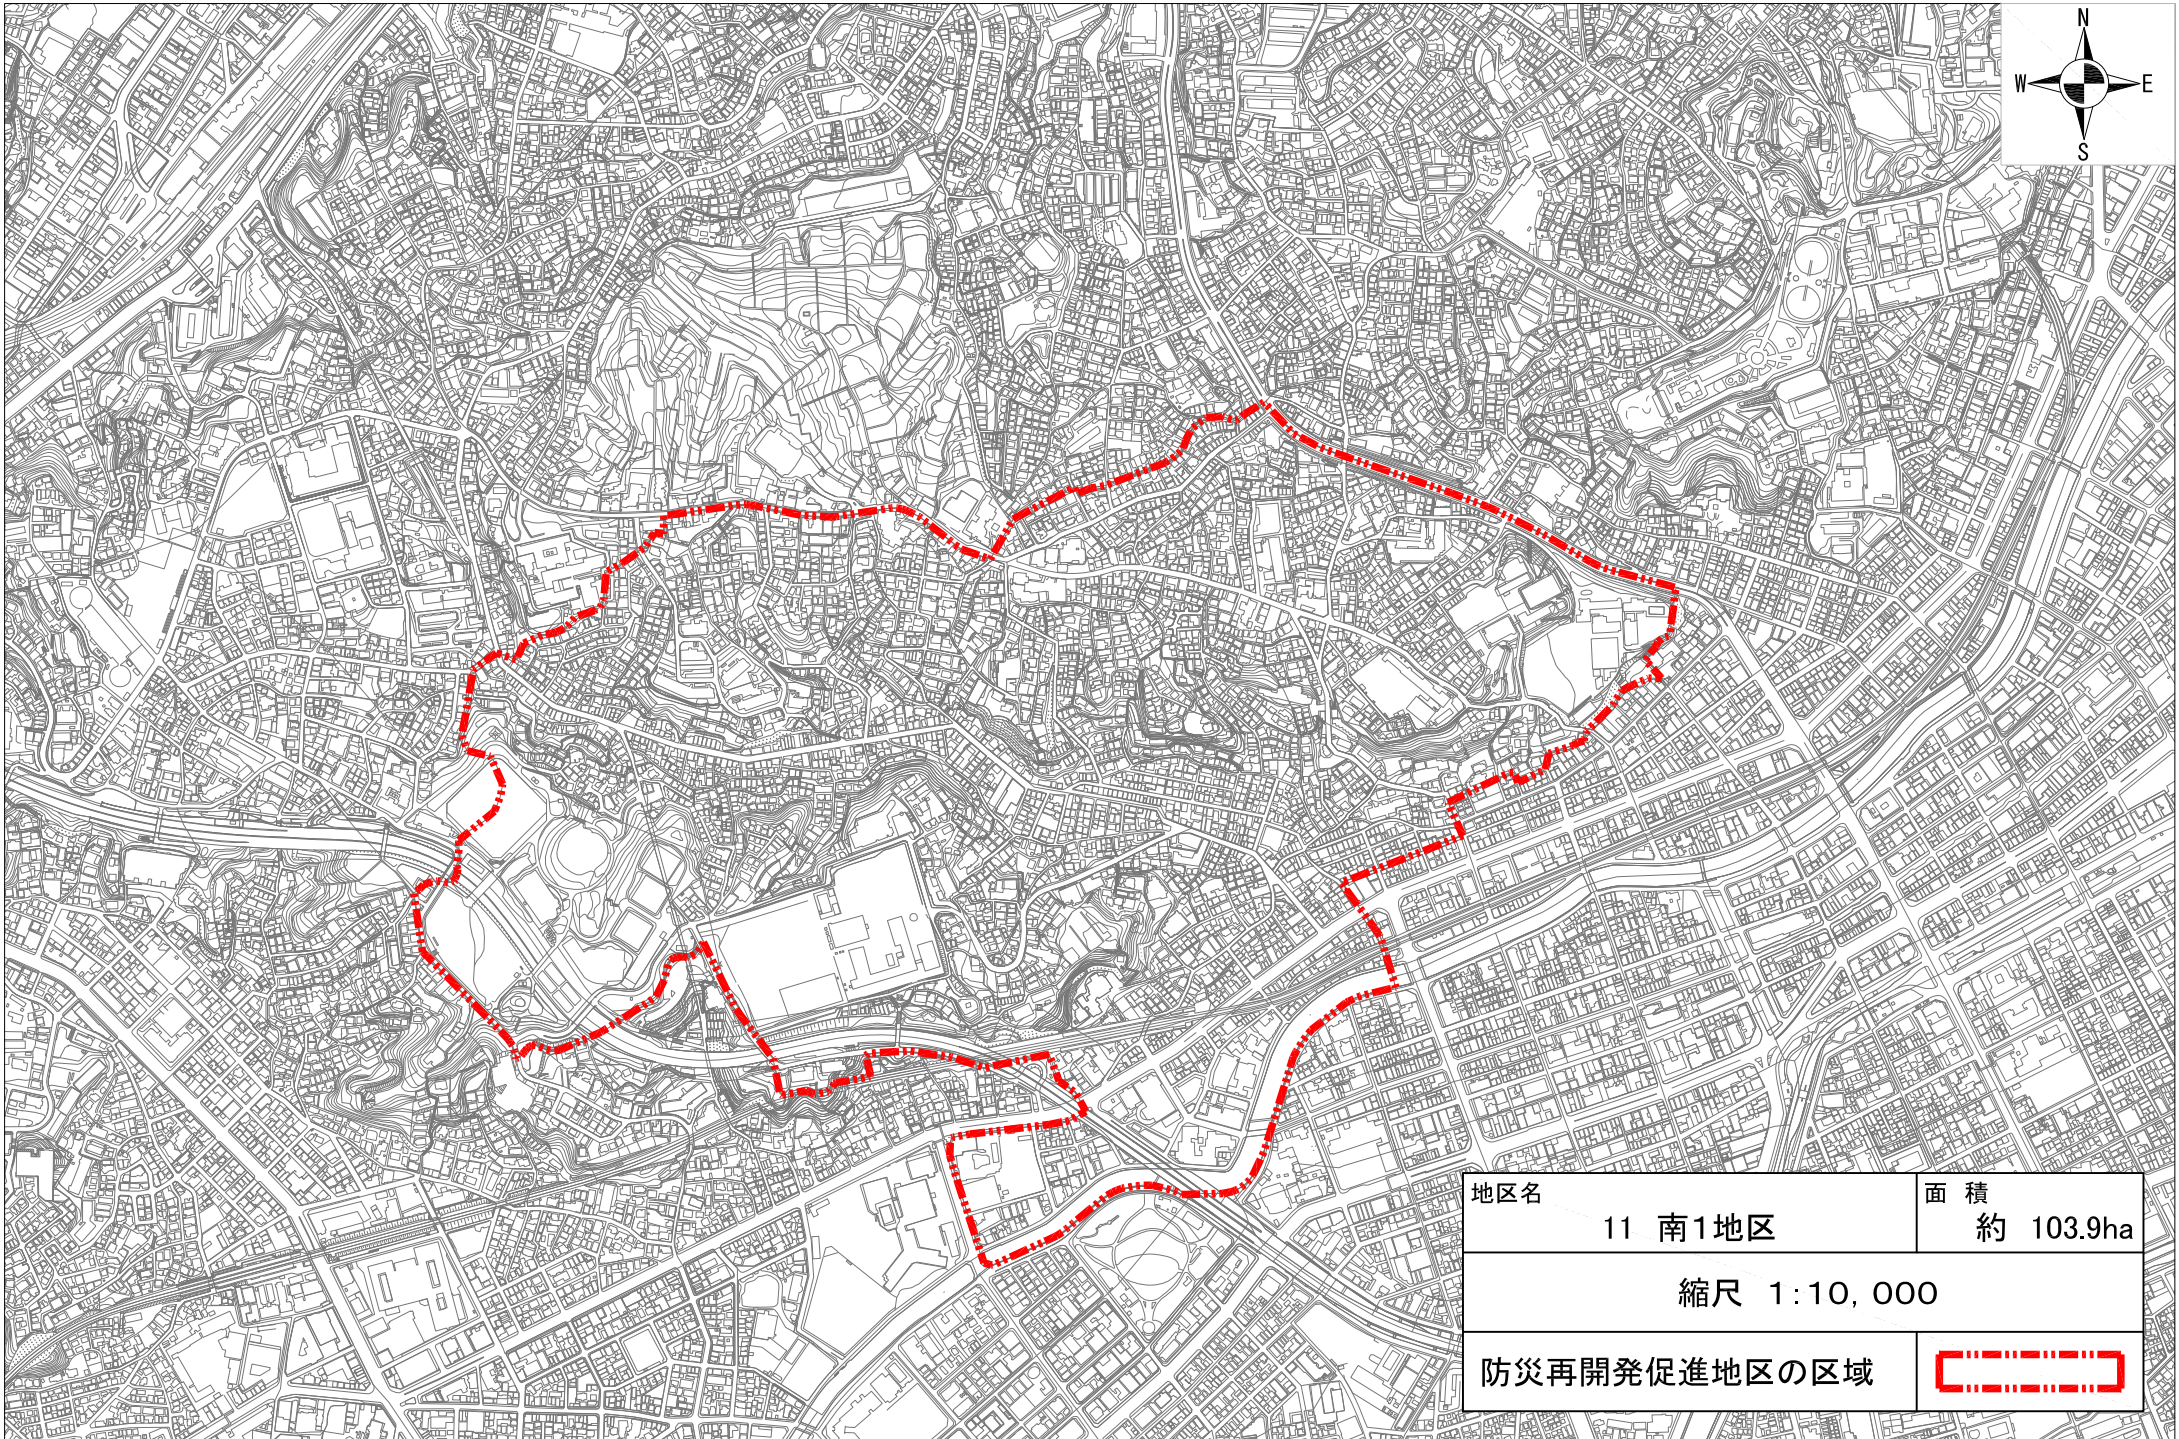 N
W E
S
地区名
11 南1地区
面 積
約 103.9ha
縮尺 1:10,000
防災再開発促進地区の区域